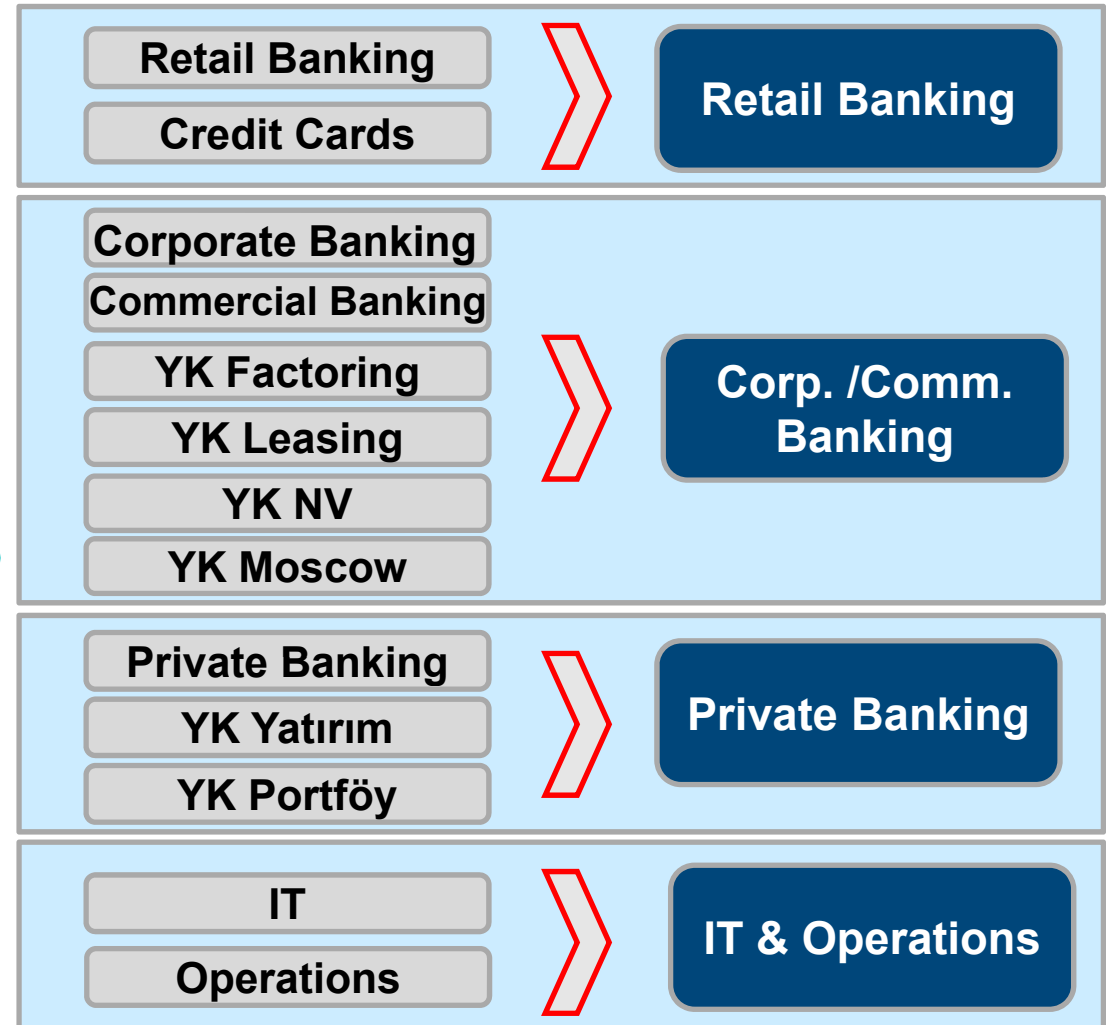 Retail Banking
Credit Cards
Retail Banking
Corporate Banking
Commercial Banking
YK Factoring
YK Leasing
YK NV
YK Moscow
Corp. /Comm.
Banking
Private Banking
YK Yatırım
YK Portföy
Private Banking
IT
Operations
IT & Operations